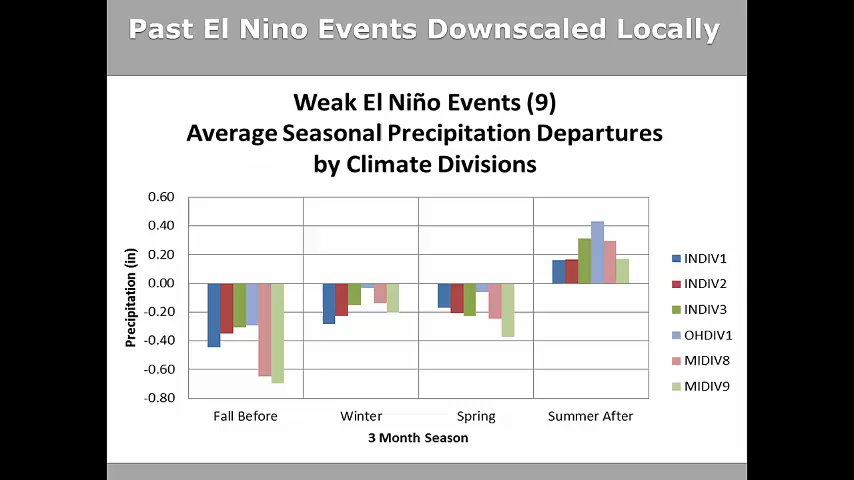 Past El Nino Events Downscaled Locally
Weak El Niño Events (9)
Average Seasonal Precipitation Departures
by Climate Divisions
0.60
0.40
0.20
0.00
-0.20
-0.40
-0.60
-0.80
Precipitation (in)
Fall Before
Winter
Spring
Summer After
3 Month Season
INDIV1
INDIV2
INDIV3
OHDIV1
MIDIV8
MIDIV9